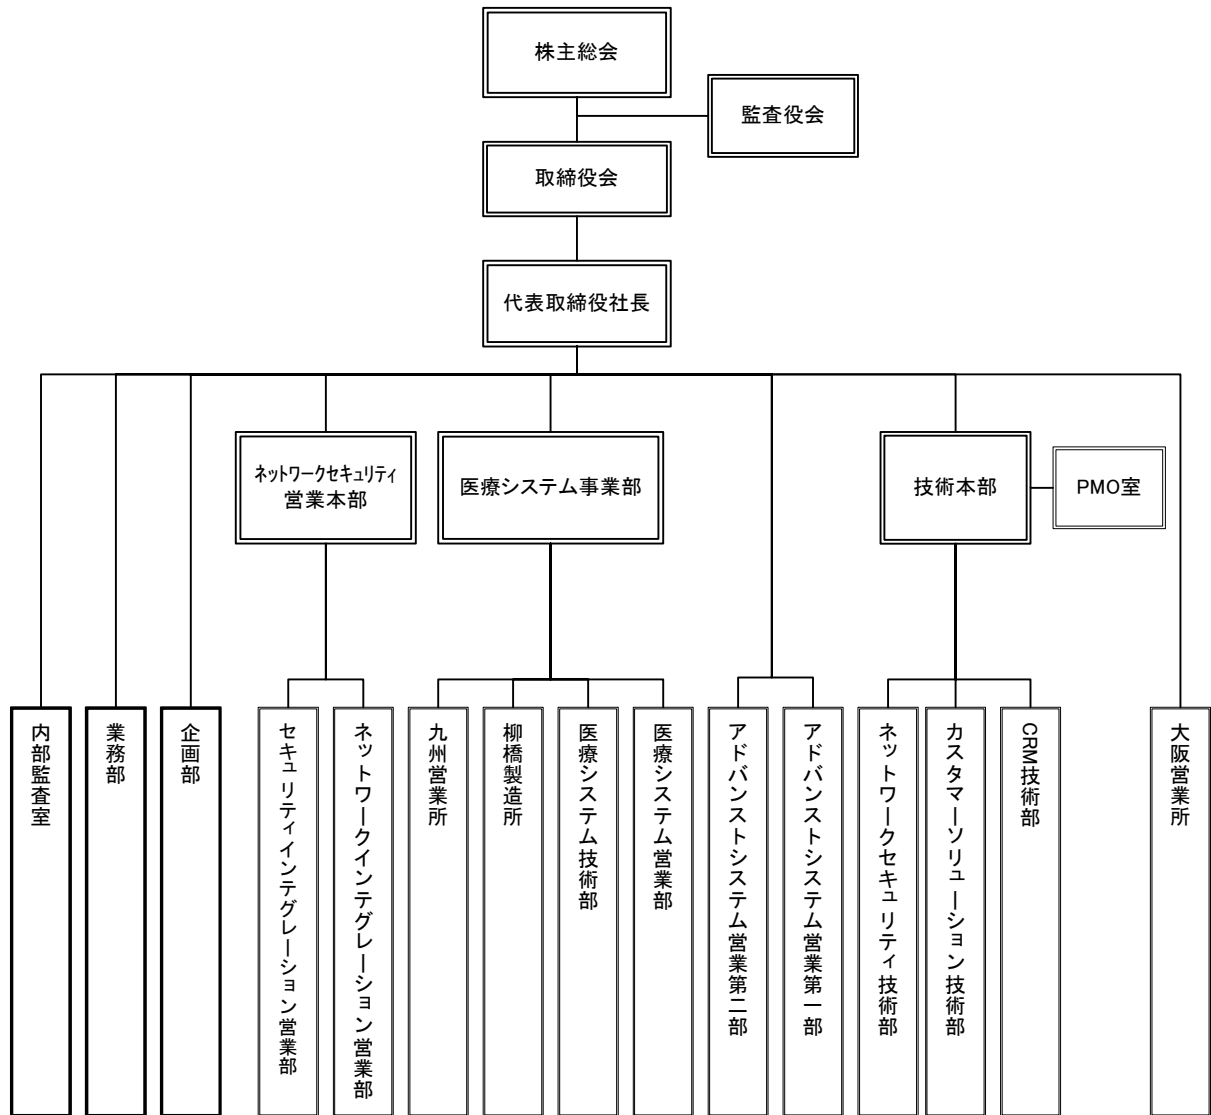 株主総会
監査役会
取締役会
代表取締役社長
ネットワークセキュリティ
営業本部
医療システム事業部
技術本部
PMO室
内部監査室
業務部
企画部
セキュリティインテグレーション営業部
ネットワークインテグレーション営業部
九州営業所
柳橋製造所
医療システム技術部
医療システム営業部
アドバンストシステム営業第二部
アドバンストシステム営業第一部
ネットワークセキュリティ技術部
カスタマーソリューション技術部
CRM技術部
大阪営業所